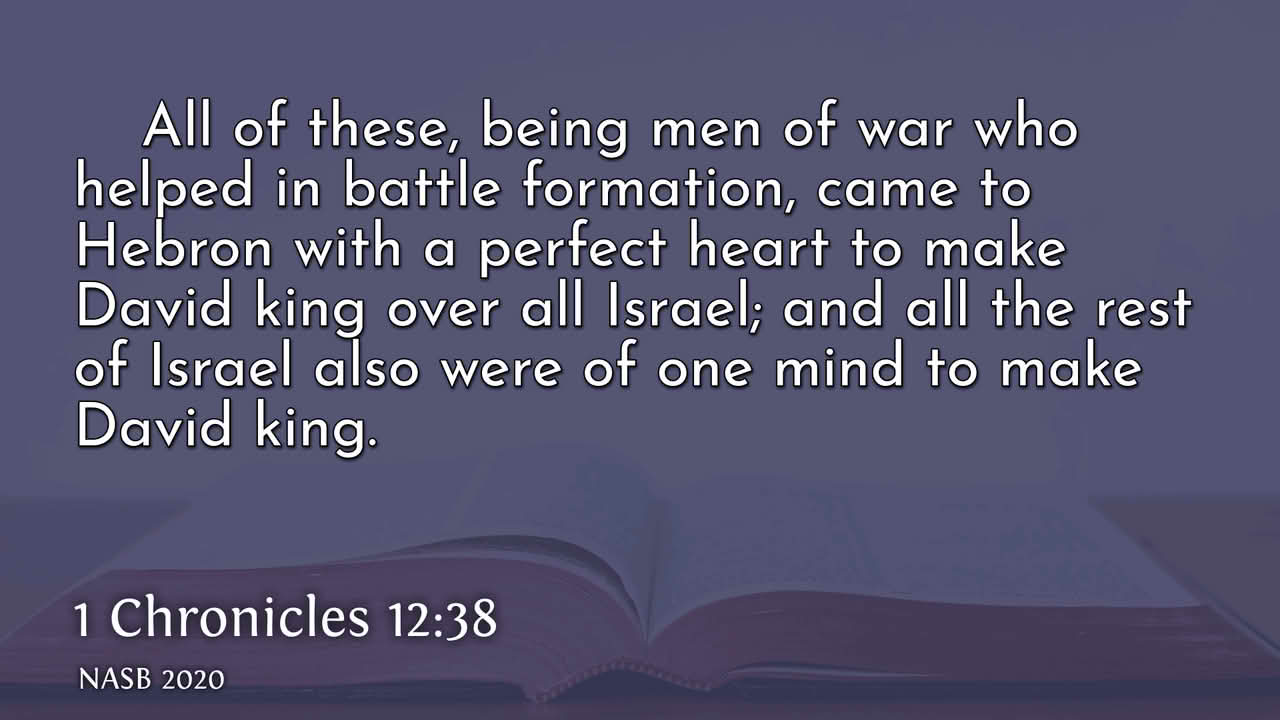 All of these, being men of war who
helped in battle formation, came to
Hebron with a perfect heart to make
David king over all Israel; and all the rest
of Israel also were of one mind to make
David king.
1 Chronicles 12:38
NASB 2020